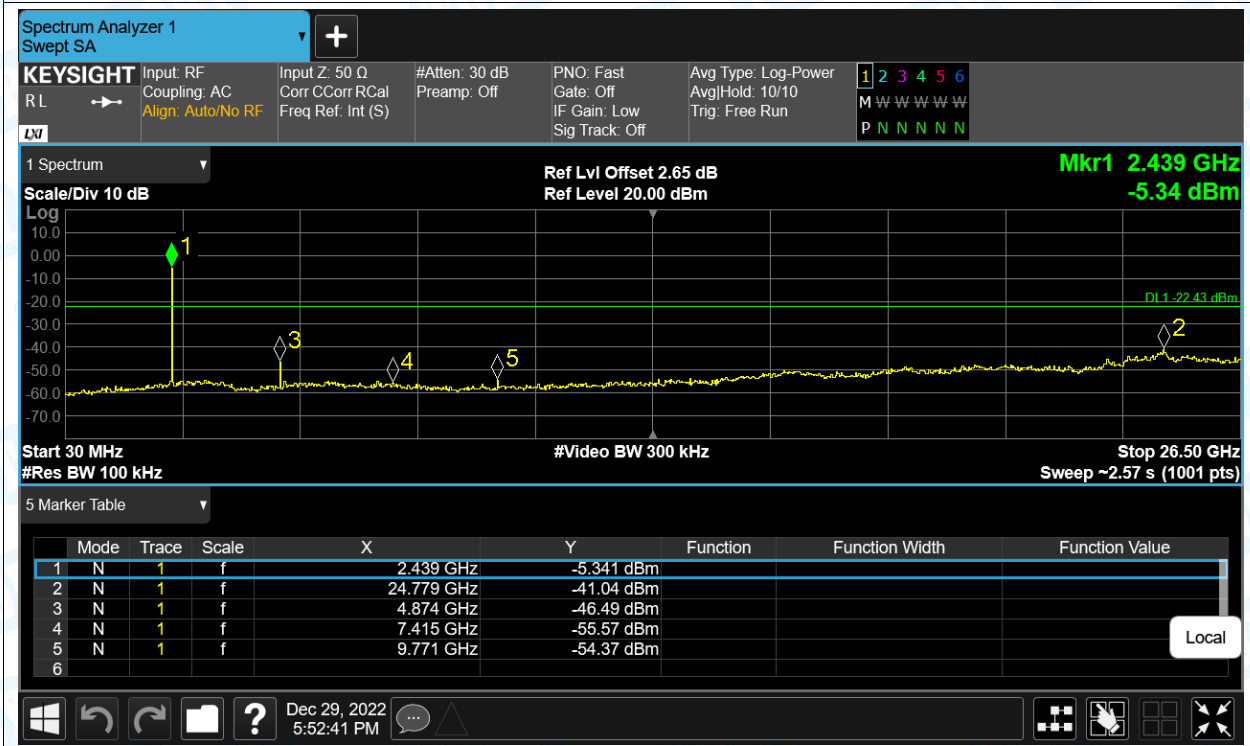 Spectrum Analyzer 1
Swept SA
+
KEYSIGHT
R L
LXI
Input: RF
Coupling: AC
Align: Auto/No RF
Input Z: 50 Ω
Corr CCorr RCal
Freq Ref: Int (S)
#Atten: 30 dB
Preamp: Off
PNO: Fast
Gate: Off
IF Gain: Low
Sig Track: Off
Avg Type: Log-Power
Avg|Hold: 10/10
Trig: Free Run
1 2 3 4 5 6
M W W W W W
P N N N N N
1 Spectrum
Scale/Div 10 dB
Ref Lvl Offset 2.65 dB
Ref Level 20.00 dBm
Mkr1 2.439 GHz
-5.34 dBm
Log
10.0
0.00
-10.0
-20.0
-30.0
-40.0
-50.0
-60.0
-70.0
1
DL1 -22.43 dBm
2
3
4
5
Start 30 MHz
#Res BW 100 kHz
#Video BW 300 kHz
Stop 26.50 GHz
Sweep ~2.57 s (1001 pts)
5 Marker Table
Mode Trace Scale X Y Function Function Width Function Value
1 N 1 f 2.439 GHz -5.341 dBm
2 N 1 f 24.779 GHz -41.04 dBm
3 N 1 f 4.874 GHz -46.49 dBm
4 N 1 f 7.415 GHz -55.57 dBm
5 N 1 f 9.771 GHz -54.37 dBm
6
Local
?
Dec 29, 2022
5:52:41 PM